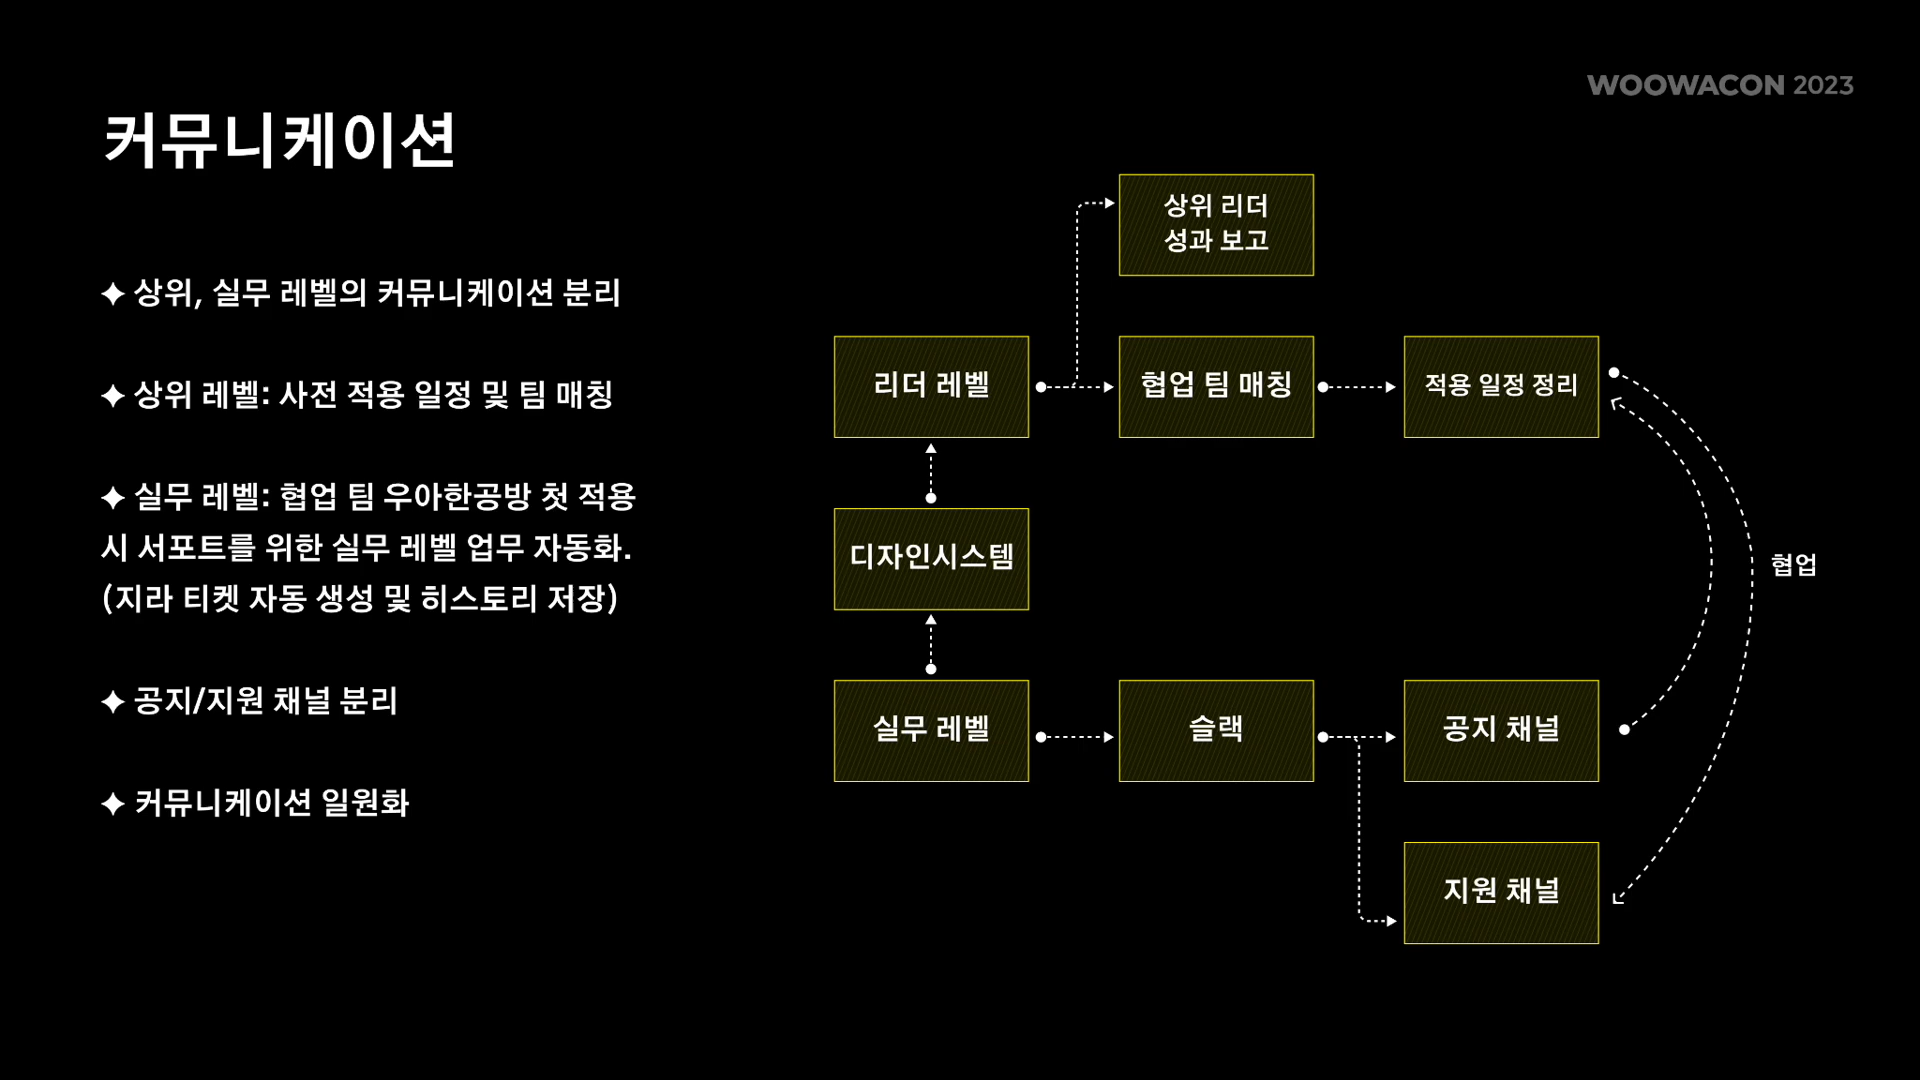 WOOWACON 2023
커뮤니케이션
✦ 상위, 실무 레벨의 커뮤니케이션 분리
✦ 상위 레벨: 사전 적용 일정 및 팀 매칭
✦ 실무 레벨: 협업 팀 우아한공방 첫 적용
시 서포트를 위한 실무 레벨 업무 자동화.
(지라 티켓 자동 생성 및 히스토리 저장)
✦ 공지/지원 채널 분리
✦ 커뮤니케이션 일원화
상위 리더
성과 보고
리더 레벨
협업 팀 매칭
적용 일정 정리
디자인시스템
협업
실무 레벨
슬랙
공지 채널
지원 채널